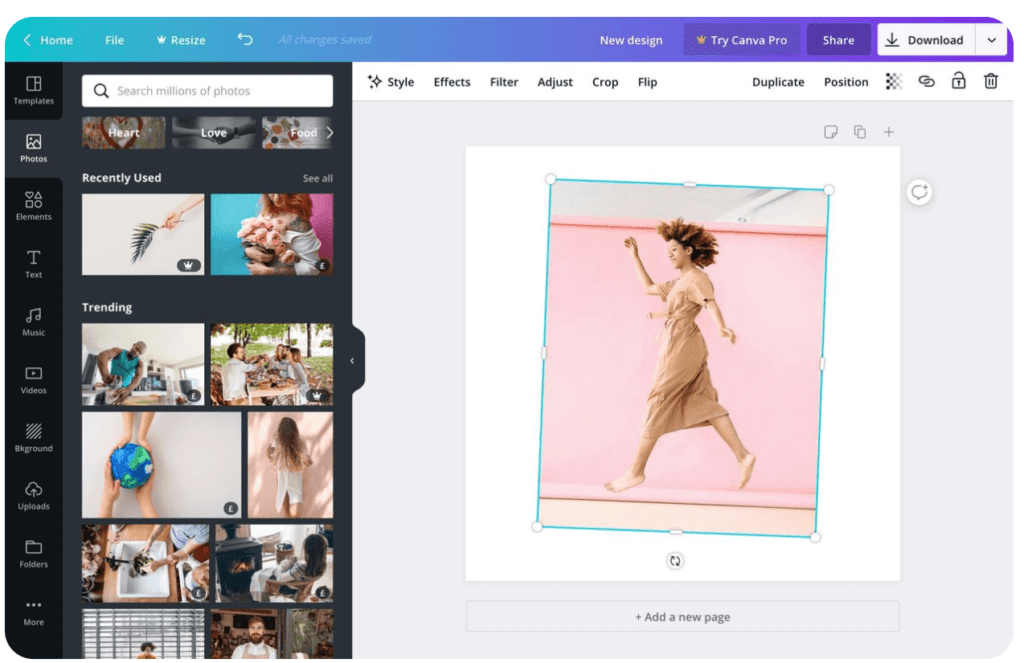 Home File Resize All changes saved New design Try Canva Pro Share Download
Templates
Photos
Elements
Text
Music
Videos
Bkground
Uploads
Folders
More
Search millions of photos
Heart Love Food
Recently Used See all
£
Trending
£
£
£ £
Style Effects Filter Adjust Crop Flip Duplicate Position
+ Add a new page